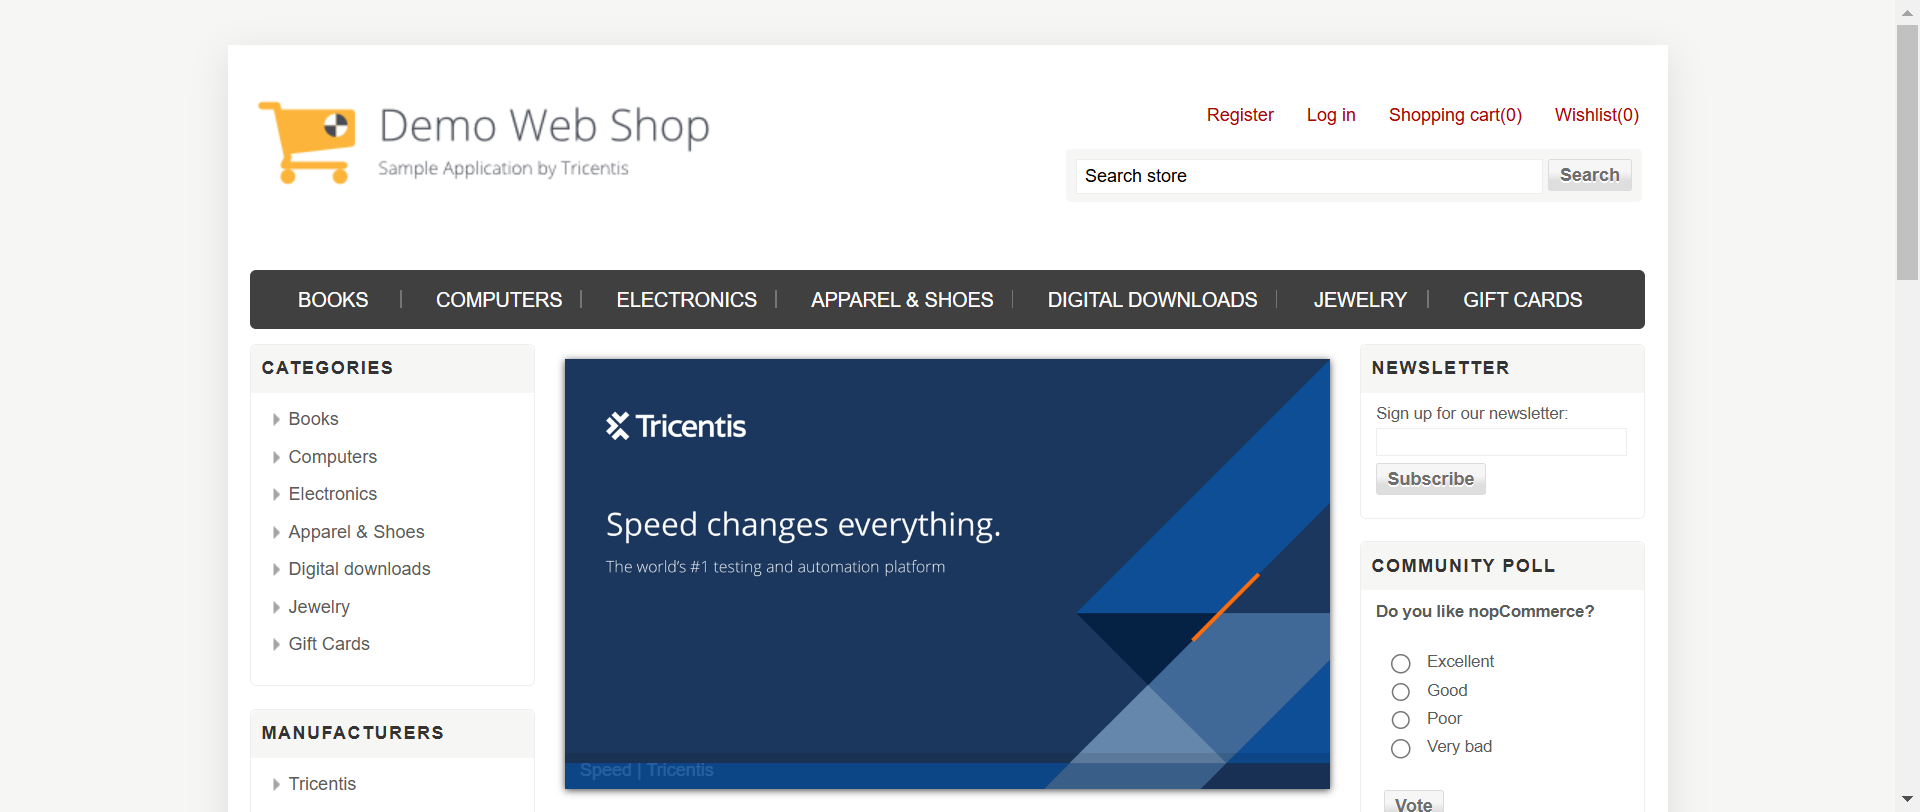 Demo Web Shop
Sample Application by Tricentis
Register Log in Shopping cart(0) Wishlist(0)
Search store Search
BOOKS COMPUTERS ELECTRONICS APPAREL & SHOES DIGITAL DOWNLOADS JEWELRY GIFT CARDS
CATEGORIES
Books
Computers
Electronics
Apparel & Shoes
Digital downloads
Jewelry
Gift Cards
MANUFACTURERS
Tricentis
Tricentis
Speed changes everything.
The world's #1 testing and automation platform
Speed | Tricentis
NEWSLETTER
Sign up for our newsletter:
Subscribe
COMMUNITY POLL
Do you like nopCommerce?
Excellent
Good
Poor
Very bad
Vote